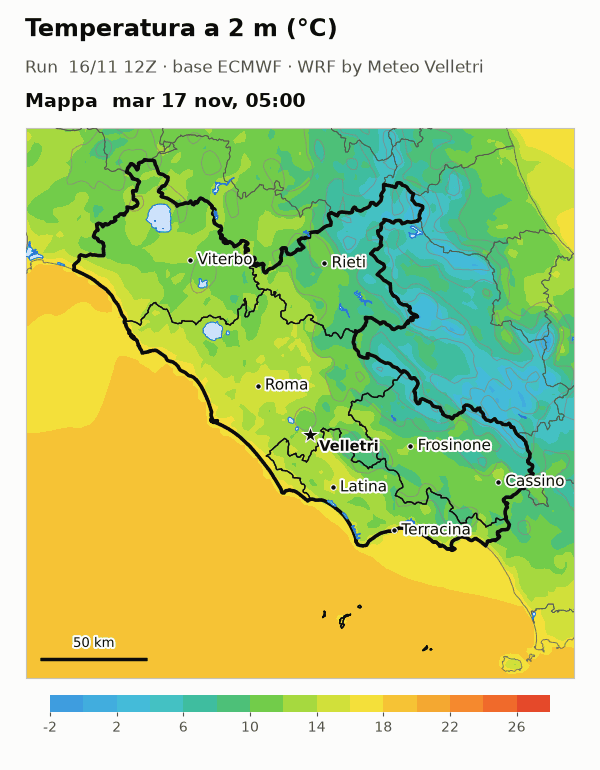 Temperatura a 2 m (°C)
Run  16/11 12Z · base ECMWF · WRF by Meteo Velletri
Mappa  mar 17 nov, 05:00
Viterbo
Rieti
Roma
Velletri
Frosinone
Latina
Cassino
Terracina
50 km
-2 2 6 10 14 18 22 26